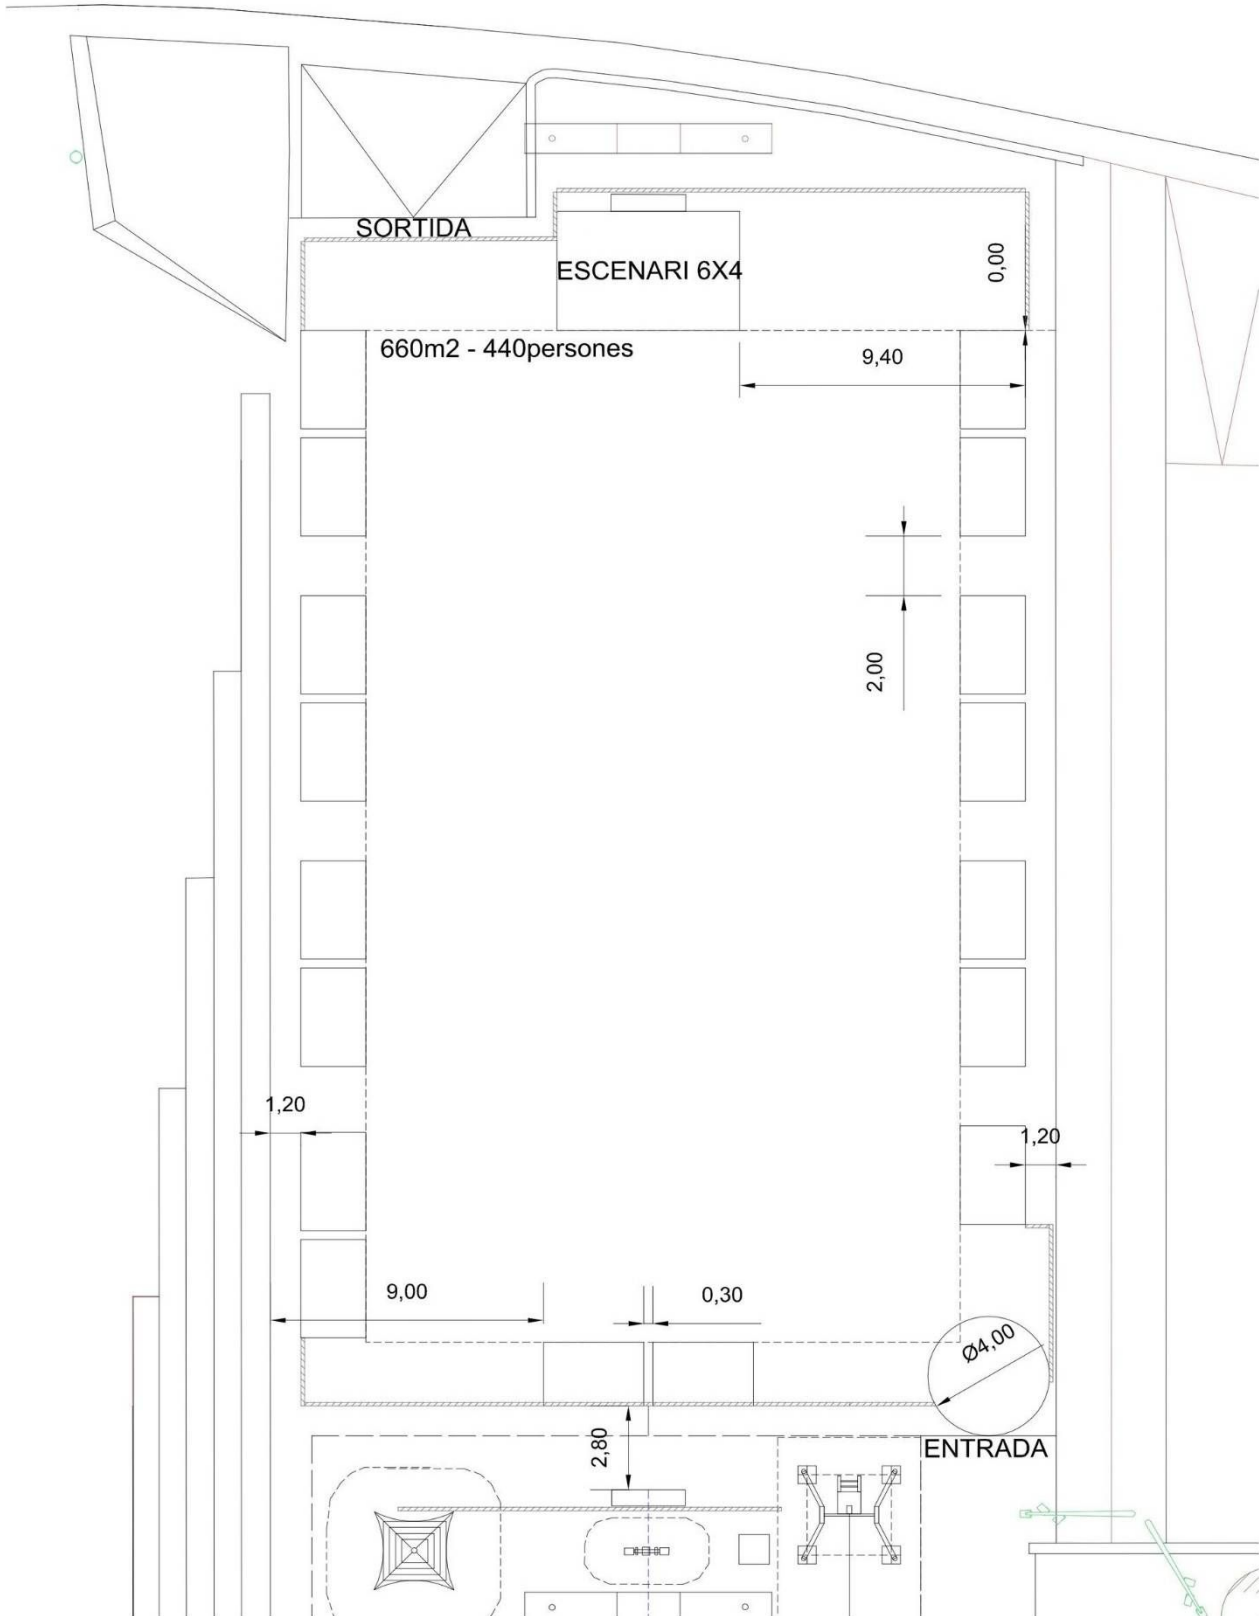 SORTIDA
ESCENARI 6X4
0,00
660m2 - 440persones
9,40
2,00
1,20
1,20
9,00
0,30
Ø4,00
2,80
ENTRADA